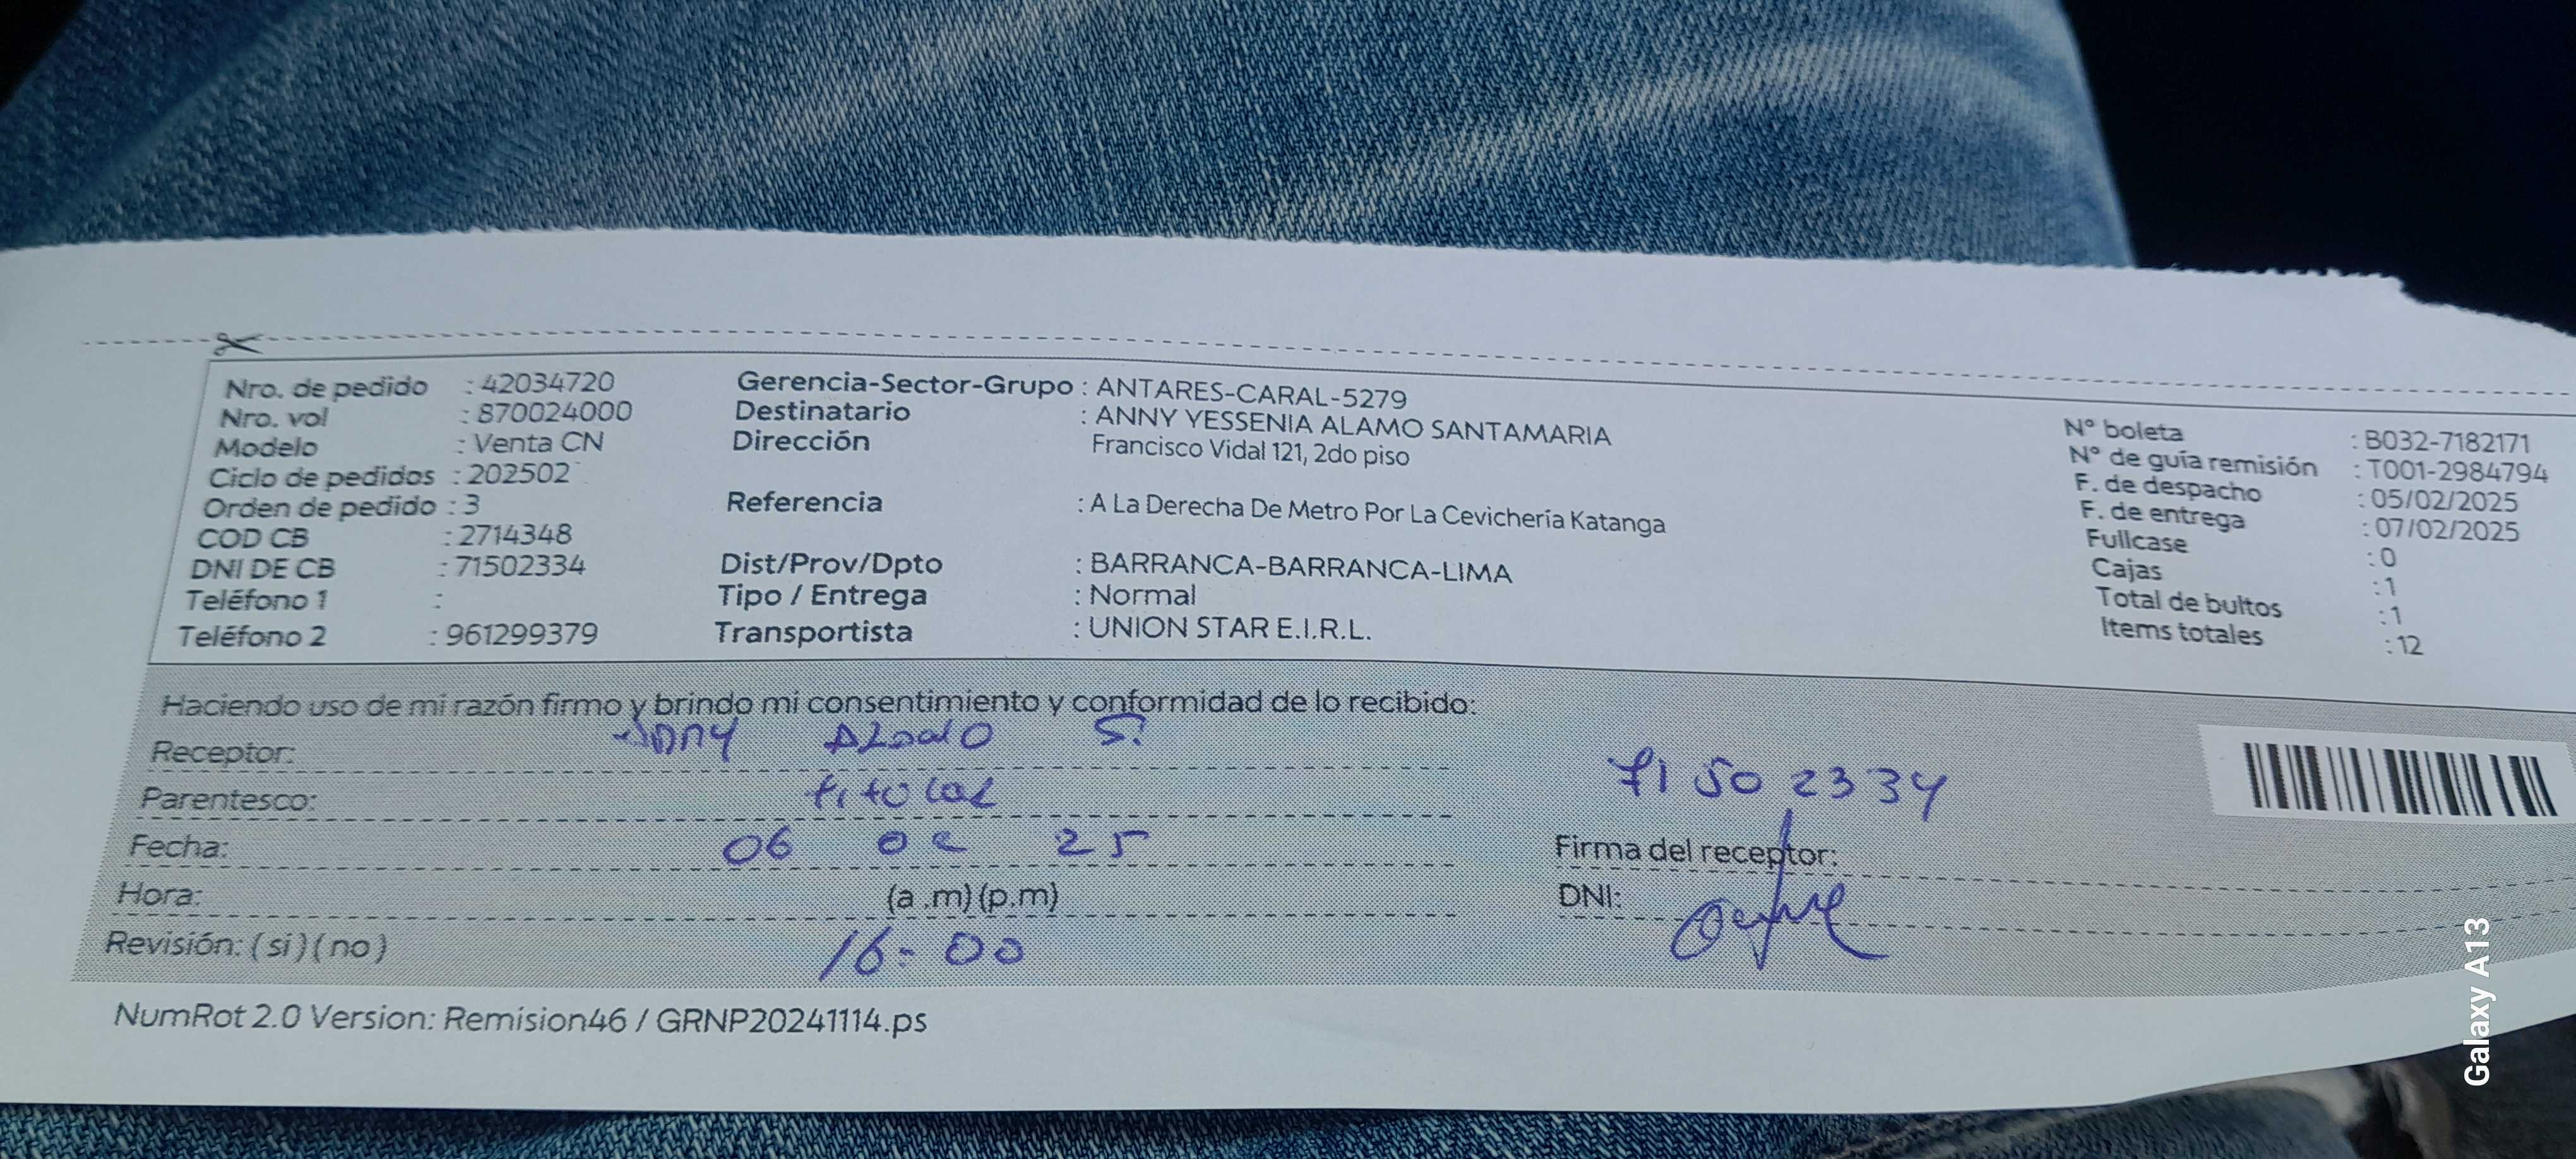 Nro. de pedido : 42034720
Nro. vol : 870024000
Modelo : Venta CN
Ciclo de pedidos : 202502
Orden de pedido : 3
COD CB : 2714348
DNI DE CB : 71502334
Teléfono 1 :
Teléfono 2 : 961299379
Gerencia-Sector-Grupo : ANTARES-CARAL-5279
Destinatario : ANNY YESSENIA ALAMO SANTAMARIA
Dirección Francisco Vidal 121, 2do piso
Referencia : A La Derecha De Metro Por La Cevichería Katanga
Dist/Prov/Dpto : BARRANCA-BARRANCA-LIMA
Tipo / Entrega : Normal
Transportista : UNION STAR E.I.R.L.
N° boleta : B032-7182171
N° de guía remisión : T001-2984794
F. de despacho : 05/02/2025
F. de entrega : 07/02/2025
Fullcase : 0
Cajas : 1
Total de bultos : 1
Items totales : 12
Haciendo uso de mi razón firmo y brindo mi consentimiento y conformidad de lo recibido:
Receptor: Anny Alamo S.
Parentesco: titular
Fecha: 06 02 25
Hora: (a .m) (p.m)
16:00
Revisión: ( si ) ( no )
71502334
Firma del receptor:
DNI:
NumRot 2.0 Version: Remision46 / GRNP20241114.ps
Galaxy A13